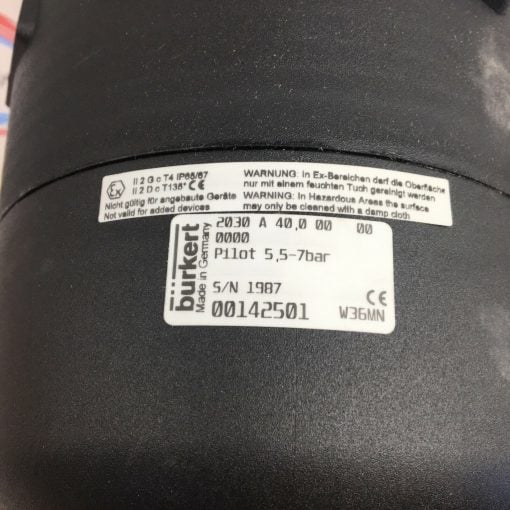 II 2 G c T4 IP65/67
II 2 D c T135° CE
Nicht gültig für angebaute Geräte
Not valid for added devices
WARNUNG: In Ex-Bereichen darf die Oberfläche
nur mit einem feuchten Tuch gereinigt werden
WARNING: In Hazardous Areas the surface
may only be cleaned with a damp cloth
bürkert
Made in Germany
2030 A 40,0 00 00
0000
Pilot 5,5-7bar
S/N 1987
00142501
CE
W36MN